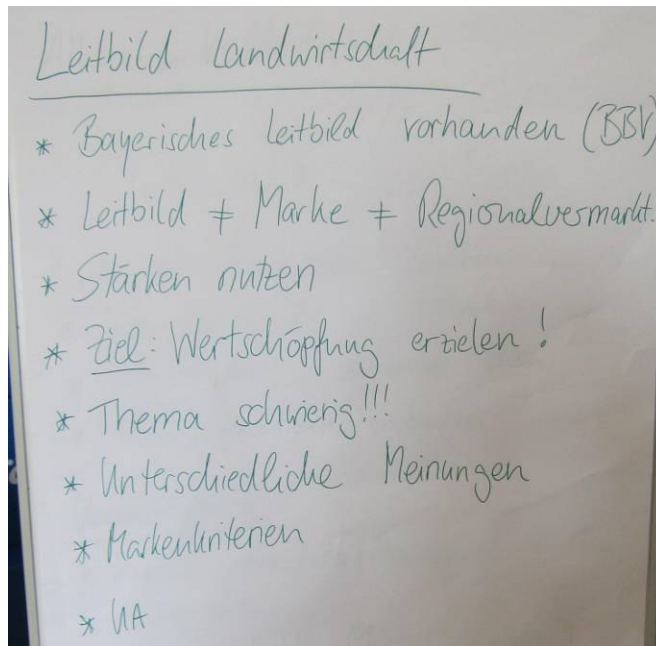 Leitbild Landwirtschaft
* Bayerisches Leitbild vorhanden (BBV)
* Leitbild ≠ Marke ≠ Regionalvermarkt.
* Stärken nutzen
* Ziel: Wertschöpfung erzielen!
* Thema schwierig!!!
* Unterschiedliche Meinungen
* Markenkriterien
* UA